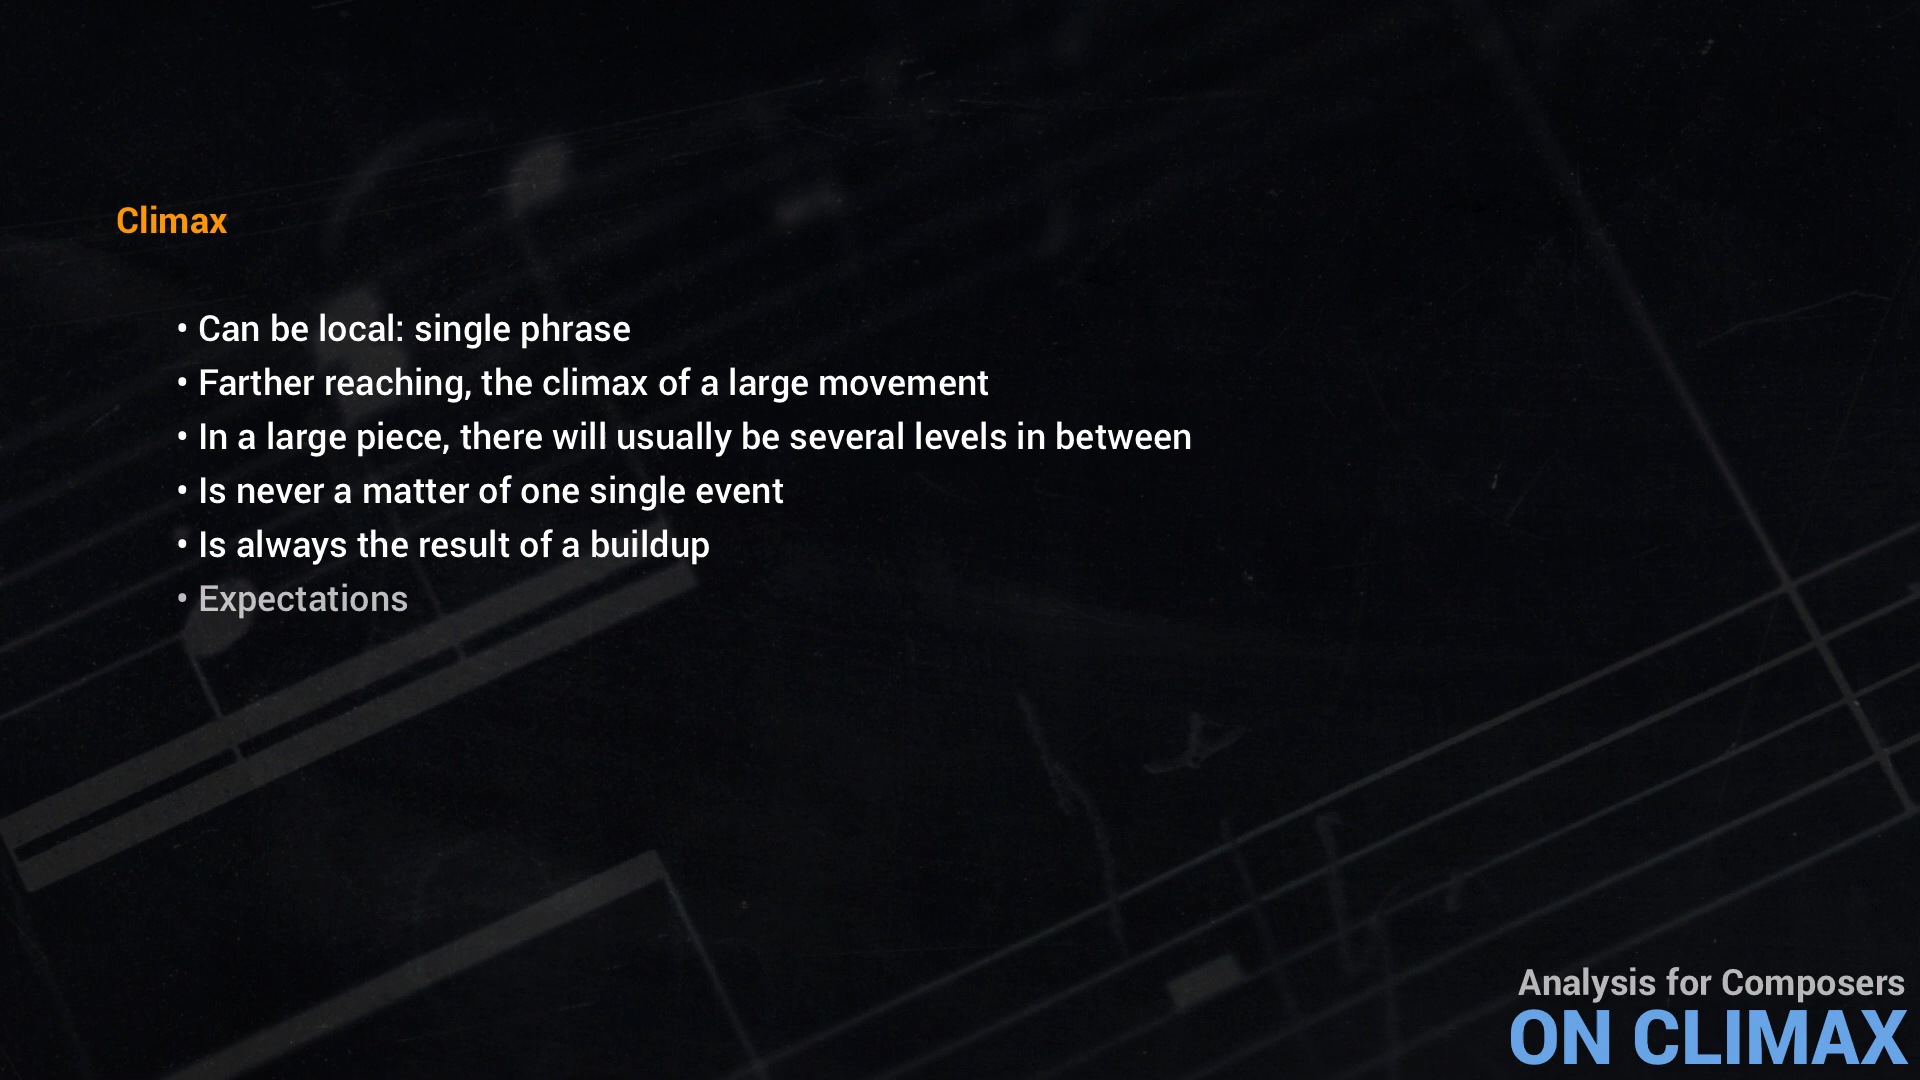 Climax
• Can be local: single phrase
• Farther reaching, the climax of a large movement
• In a large piece, there will usually be several levels in between
• Is never a matter of one single event
• Is always the result of a buildup
• Expectations
Analysis for Composers
ON CLIMAX